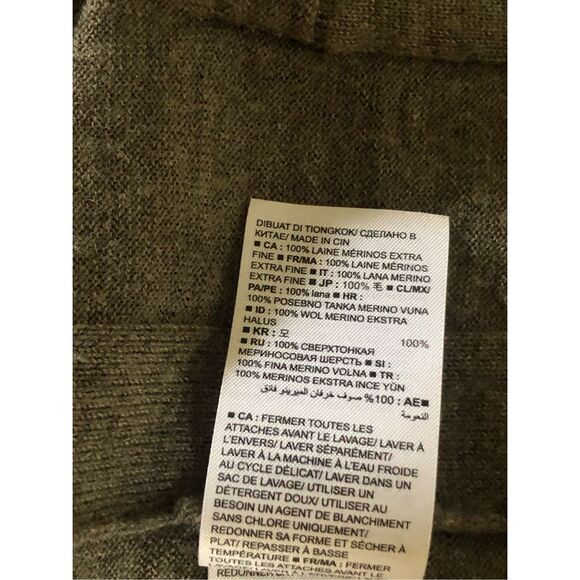 DIBUAT DI TIONGKOK/ СДЕЛАНО В
КИТАЕ/ MADE IN CIN
■ CA : 100% LAINE MÉRINOS EXTRA
FINE ■ FR/MA : 100% LAINE MÉRINOS
EXTRA FINE ■ IT : 100% LANA MERINO
EXTRA FINE ■ JP : 100% 毛 ■ CL/MX/
PA/PE : 100% lana ■ HR :
100% POSEBNO TANKA MERINO VUNA
■ ID : 100% WOL MERINO EKSTRA
HALUS
■ KR : 모 100%
■ RU : 100% СВЕРХТОНКАЯ
МЕРИНОСОВАЯ ШЕРСТЬ ■ SI :
100% FINA MERINO VOLNA ■ TR :
100% MERINOS EKSTRA INCE YÜN
■AE : 100% صوف خرفان الميرينو فائق
النعومة
■ CA : FERMER TOUTES LES
ATTACHES AVANT LE LAVAGE/ LAVER À
L'ENVERS/ LAVER SÉPARÉMENT/
LAVER À LA MACHINE À L'EAU FROIDE
AU CYCLE DÉLICAT/ LAVER DANS UN
SAC DE LAVAGE/ UTILISER UN
DÉTERGENT DOUX/ UTILISER AU
BESOIN UN AGENT DE BLANCHIMENT
SANS CHLORE UNIQUEMENT/
REDONNER SA FORME ET SÉCHER À
PLAT/ REPASSER À BASSE
TEMPÉRATURE ■ FR/MA : FERMER
TOUTES LES ATTACHES AVANT LE